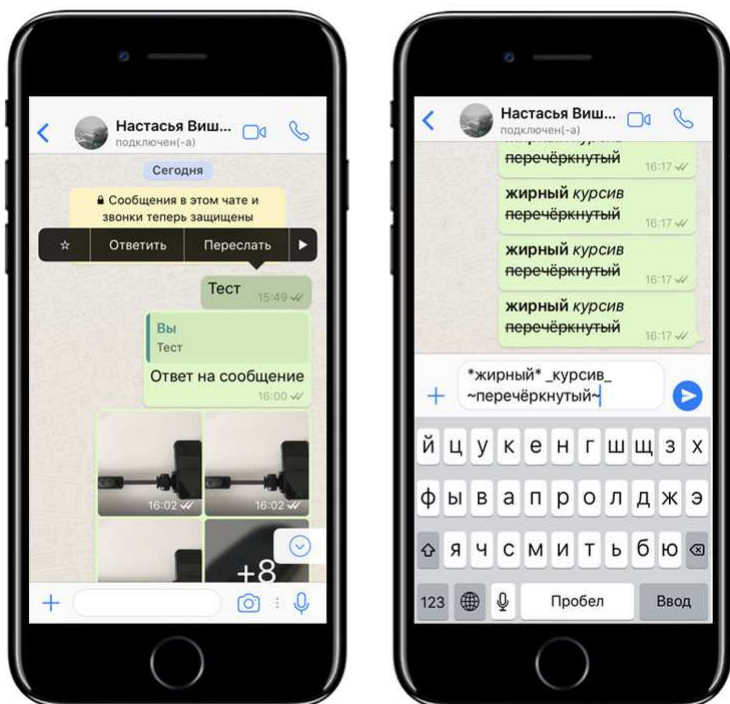 Настасья Виш...
подключен(-а)
Сегодня
Сообщения в этом чате и
звонки теперь защищены
Ответить Переслать
Тест
15:49
Вы
Тест
Ответ на сообщение
16:00
16:02 16:02
+8
Настасья Виш...
подключен(-а)
перечёркнутый
16:17
жирный курсив
перечёркнутый
16:17
жирный курсив
перечёркнутый
16:17
жирный курсив
перечёркнутый
16:17
*жирный* _курсив_
~перечёркнутый~
й ц у к е н г ш щ з х
ф ы в а п р о л д ж э
я ч с м и т ь б ю
123 Пробел Ввод